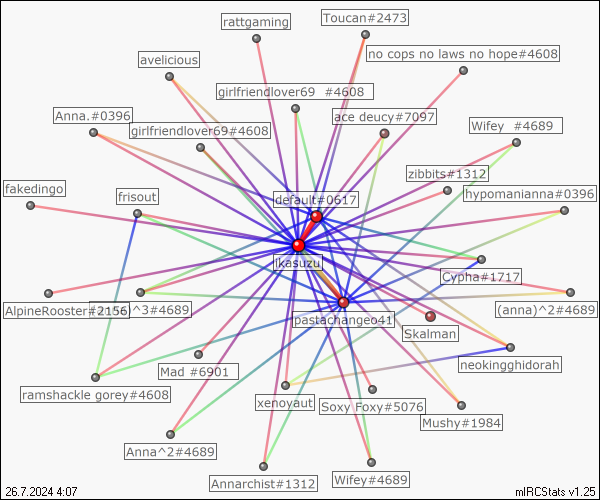 rattgaming
Toucan#2473
no cops no laws no hope#4608
avelicious
girlfriendlover69 #4608
Anna.#0396
ace deucy#7097
girlfriendlover69#4608
Wifey #4689
zibbits#1312
fakedingo
frisout
default#0617
hypomanianna#0396
jkasuzu
Cypha#1717
AlpineRooster#2156
^3#4689
pastachangeo41
(anna)^2#4689
Skalman
neokingghidorah
Mad #6901
ramshackle gorey#4608
xenoyaut
Soxy Foxy#5076
Mushy#1984
Anna^2#4689
Annarchist#1312
Wifey#4689
26.7.2024 4:07
mIRCStats v1.25